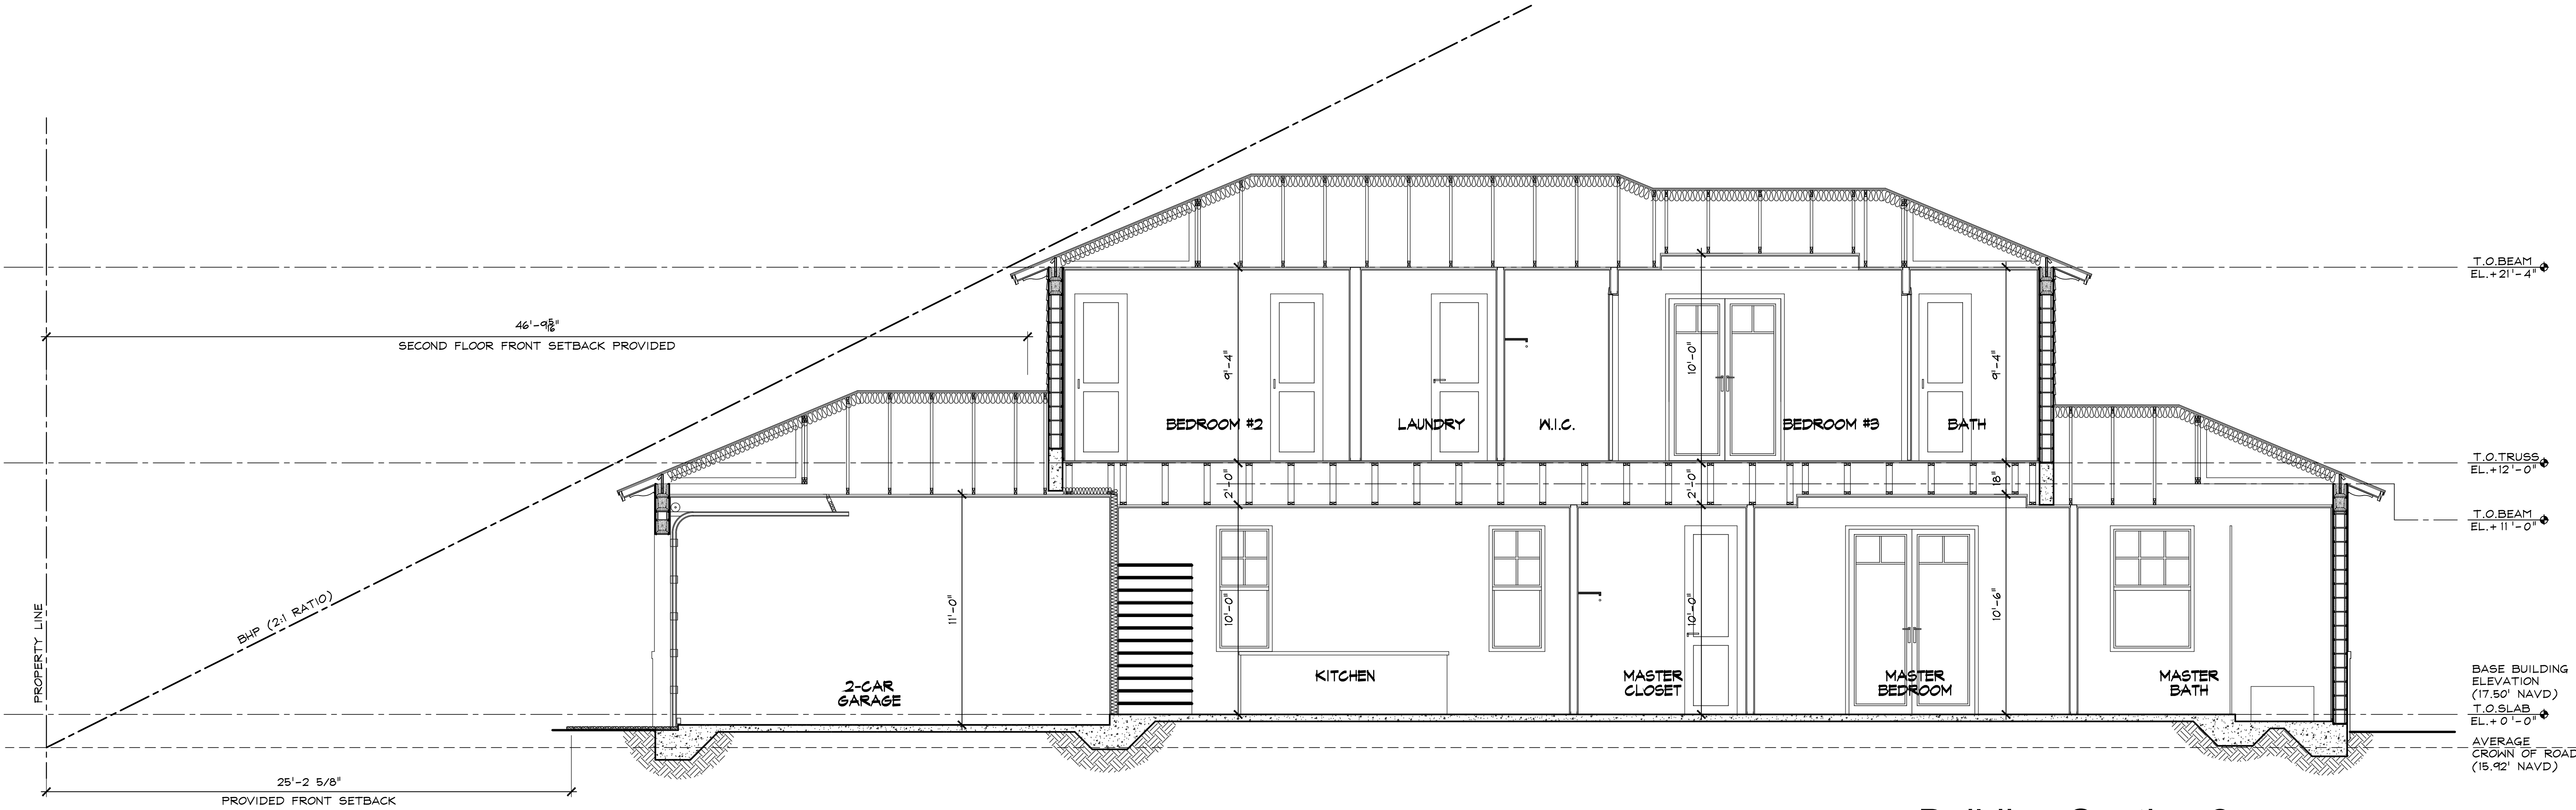 T.O.BEAM
EL.+21'-4"
46'-9 5/16"
SECOND FLOOR FRONT SETBACK PROVIDED
9'-4"
10'-0"
9'-4"
BEDROOM #2
LAUNDRY
W.I.C.
BEDROOM #3
BATH
T.O.TRUSS
EL.+12'-0"
2'-0"
2'-0"
18"
T.O.BEAM
EL.+11'-0"
PROPERTY LINE
BHP (2:1 RATIO)
11'-0"
10'-0"
10'-0"
10'-6"
2-CAR
GARAGE
KITCHEN
MASTER
CLOSET
MASTER
BEDROOM
MASTER
BATH
BASE BUILDING
ELEVATION
(17.50' NAVD)
T.O.SLAB
EL.+0'-0"
AVERAGE
CROWN OF ROAD
(15.92' NAVD)
25'-2 5/8"
PROVIDED FRONT SETBACK